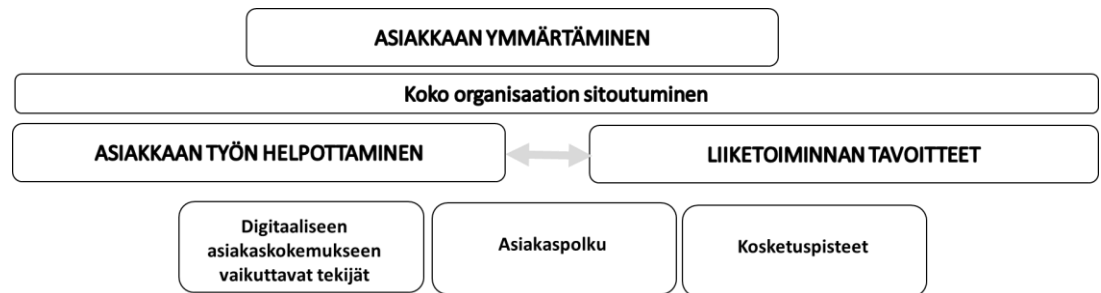 ASIAKKAAN YMMÄRTÄMINEN
Koko organisaation sitoutuminen
ASIAKKAAN TYÖN HELPOTTAMINEN
LIIKETOIMINNAN TAVOITTEET
Digitaaliseen
asiakaskokemukseen
vaikuttavat tekijät
Asiakaspolku
Kosketuspisteet